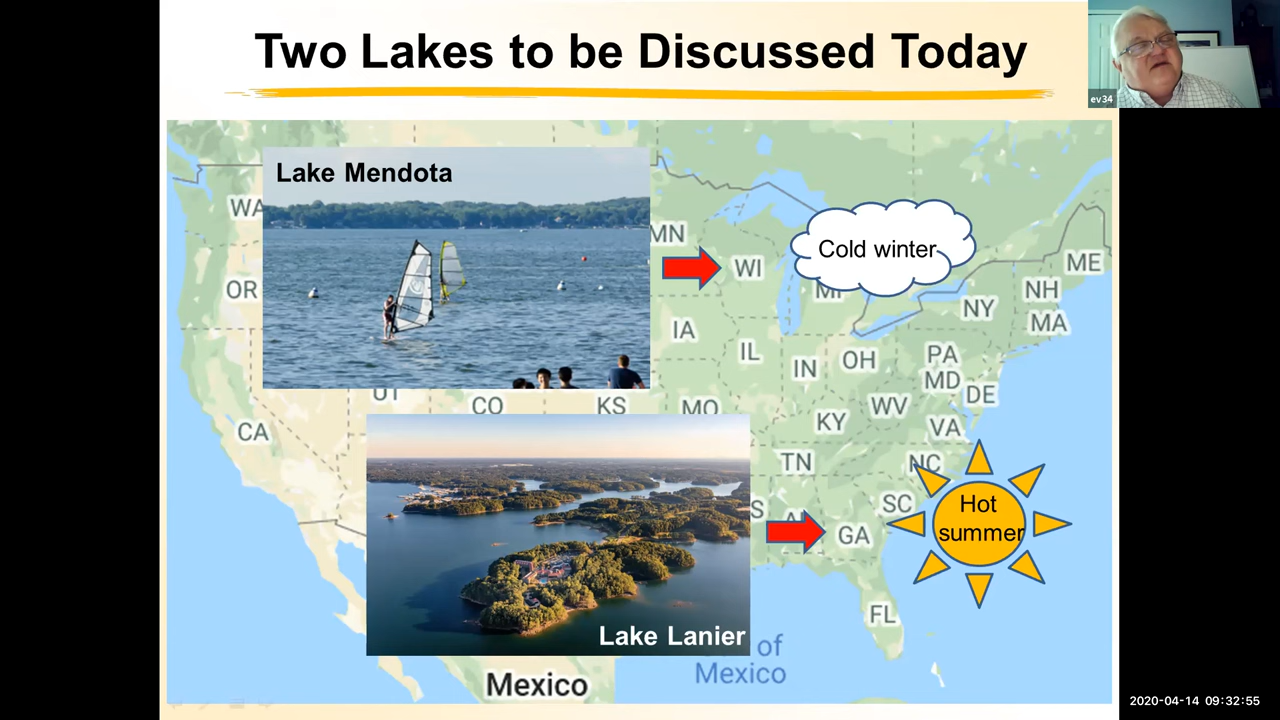 Two Lakes to be Discussed Today
ev34
Lake Mendota
WA
MN
Cold winter
WI
ME
OR
NH
NY
MA
IA
IL
IN
OH
PA
MD
DE
UT
CO
KS
MO
KY
WV
VA
CA
TN
NC
SC
Hot
summer
GA
FL
Lake Lanier
of
Mexico
Mexico
2020-04-14 09:32:55